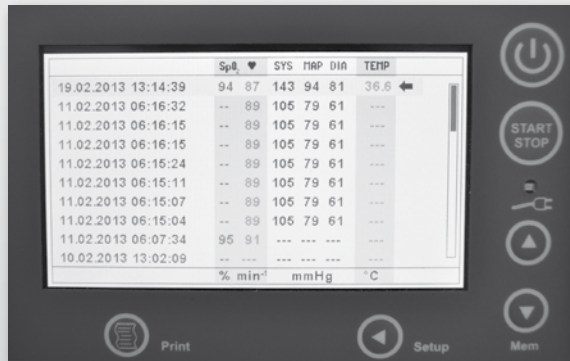 SpO₂ ♥ SYS MAP DIA TEMP
19.02.2013 13:14:39 94 87 143 94 81 36.6
11.02.2013 06:16:32 -- 89 105 79 61 ---
11.02.2013 06:16:15 -- 89 105 79 61 ---
11.02.2013 06:16:15 -- 89 105 79 61 ---
11.02.2013 06:15:24 -- 89 105 79 61 ---
11.02.2013 06:15:11 -- 89 105 79 61 ---
11.02.2013 06:15:07 -- 89 105 79 61 ---
11.02.2013 06:15:04 -- 89 105 79 61 ---
11.02.2013 06:07:34 95 91 --- --- --- ---
10.02.2013 13:02:09 -- --- --- --- --- ---
% min⁻¹ mmHg °C
START
STOP
Print
Setup
Mem